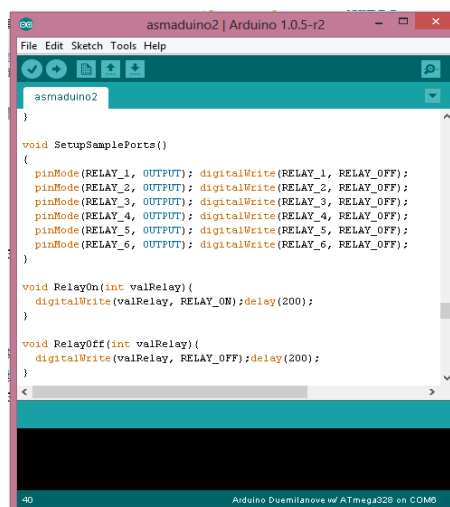 asmaduino2 | Arduino 1.0.5-r2
File Edit Sketch Tools Help
asmaduino2
}
void SetupSamplePorts()
{
  pinMode(RELAY_1, OUTPUT); digitalWrite(RELAY_1, RELAY_OFF);
  pinMode(RELAY_2, OUTPUT); digitalWrite(RELAY_2, RELAY_OFF);
  pinMode(RELAY_3, OUTPUT); digitalWrite(RELAY_3, RELAY_OFF);
  pinMode(RELAY_4, OUTPUT); digitalWrite(RELAY_4, RELAY_OFF);
  pinMode(RELAY_5, OUTPUT); digitalWrite(RELAY_5, RELAY_OFF);
  pinMode(RELAY_6, OUTPUT); digitalWrite(RELAY_6, RELAY_OFF);
}
void RelayOn(int valRelay){
  digitalWrite(valRelay, RELAY_ON);delay(200);
}
void RelayOff(int valRelay){
  digitalWrite(valRelay, RELAY_OFF);delay(200);
}
40 Arduino Duemilanove w/ ATmega328 on COM6